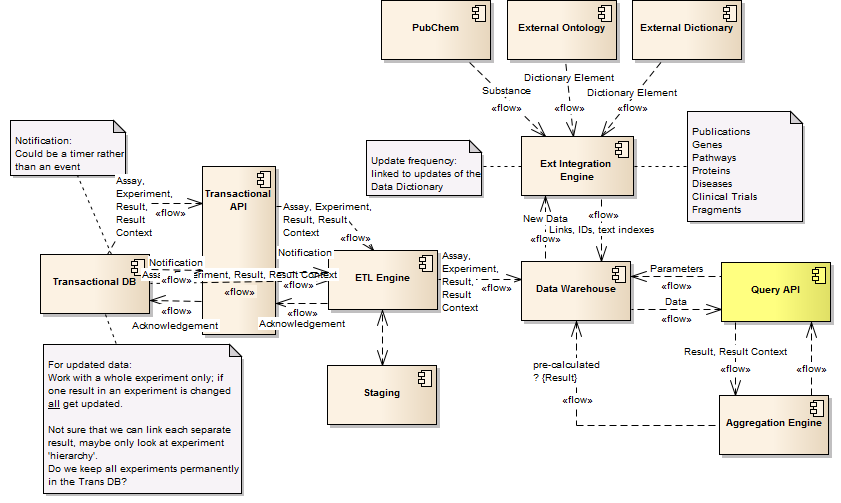 PubChem
External Ontology
External Dictionary
Substance
«flow»
Dictionary Element
«flow»
Dictionary Element
«flow»
Notification:
Could be a timer rather
than an event
Update frequency:
linked to updates of the
Data Dictionary
Ext Integration
Engine
Publications
Genes
Pathways
Proteins
Diseases
Clinical Trials
Fragments
Assay,
Experiment,
Result,
Result
Context
«flow»
Transactional
API
Assay, Experiment,
Result, Result
Context
«flow»
New Data
«flow»
Links, IDs, text indexes
«flow»
Transactional DB
Notification
«flow»
Notification
«flow»
Result, Result Context
«flow»
Acknowledgement
«flow»
Acknowledgement
«flow»
ETL Engine
Assay,
Experiment,
Result,
Result
Context
«flow»
Data Warehouse
Parameters
«flow»
Data
«flow»
Query API
For updated data:
Work with a whole experiment only; if
one result in an experiment is changed
all get updated.
Not sure that we can link each separate
result, maybe only look at experiment
'hierarchy'.
Do we keep all experiments permanently
in the Trans DB?
Staging
pre-calculated
? {Result}
«flow»
Result, Result Context
«flow»
«flow»
Aggregation Engine